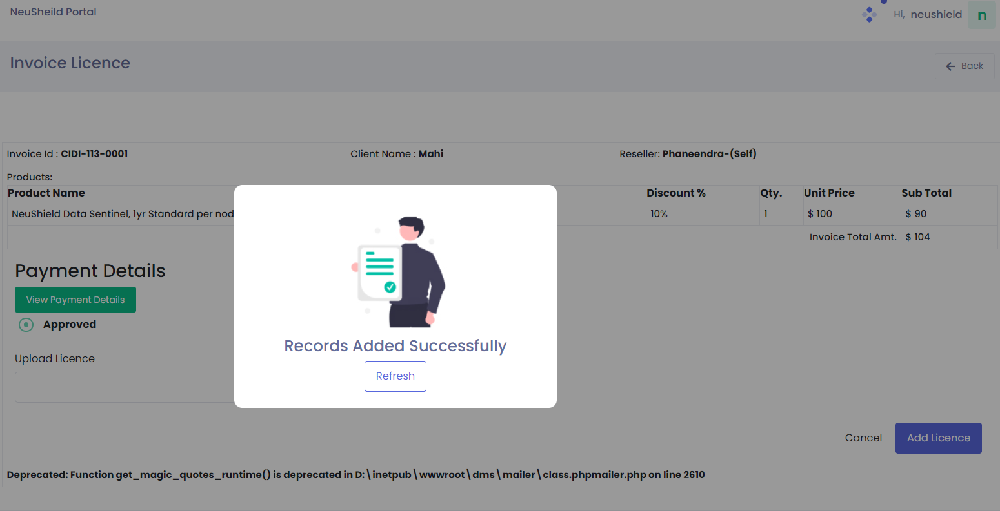 NeuSheild Portal
Hi, neushield n
Invoice Licence
Back
Invoice Id : CIDI-113-0001 Client Name : Mahi Reseller: Phaneendra-(Self)
Products:
Product Name Discount % Qty. Unit Price Sub Total
NeuShield Data Sentinel, 1yr Standard per nod 10% 1 $ 100 $ 90
Invoice Total Amt. $ 104
Payment Details
View Payment Details
Approved
Upload Licence
Records Added Successfully
Refresh
Cancel Add Licence
Deprecated: Function get_magic_quotes_runtime() is deprecated in D:\inetpub\wwwroot\dms\mailer\class.phpmailer.php on line 2610